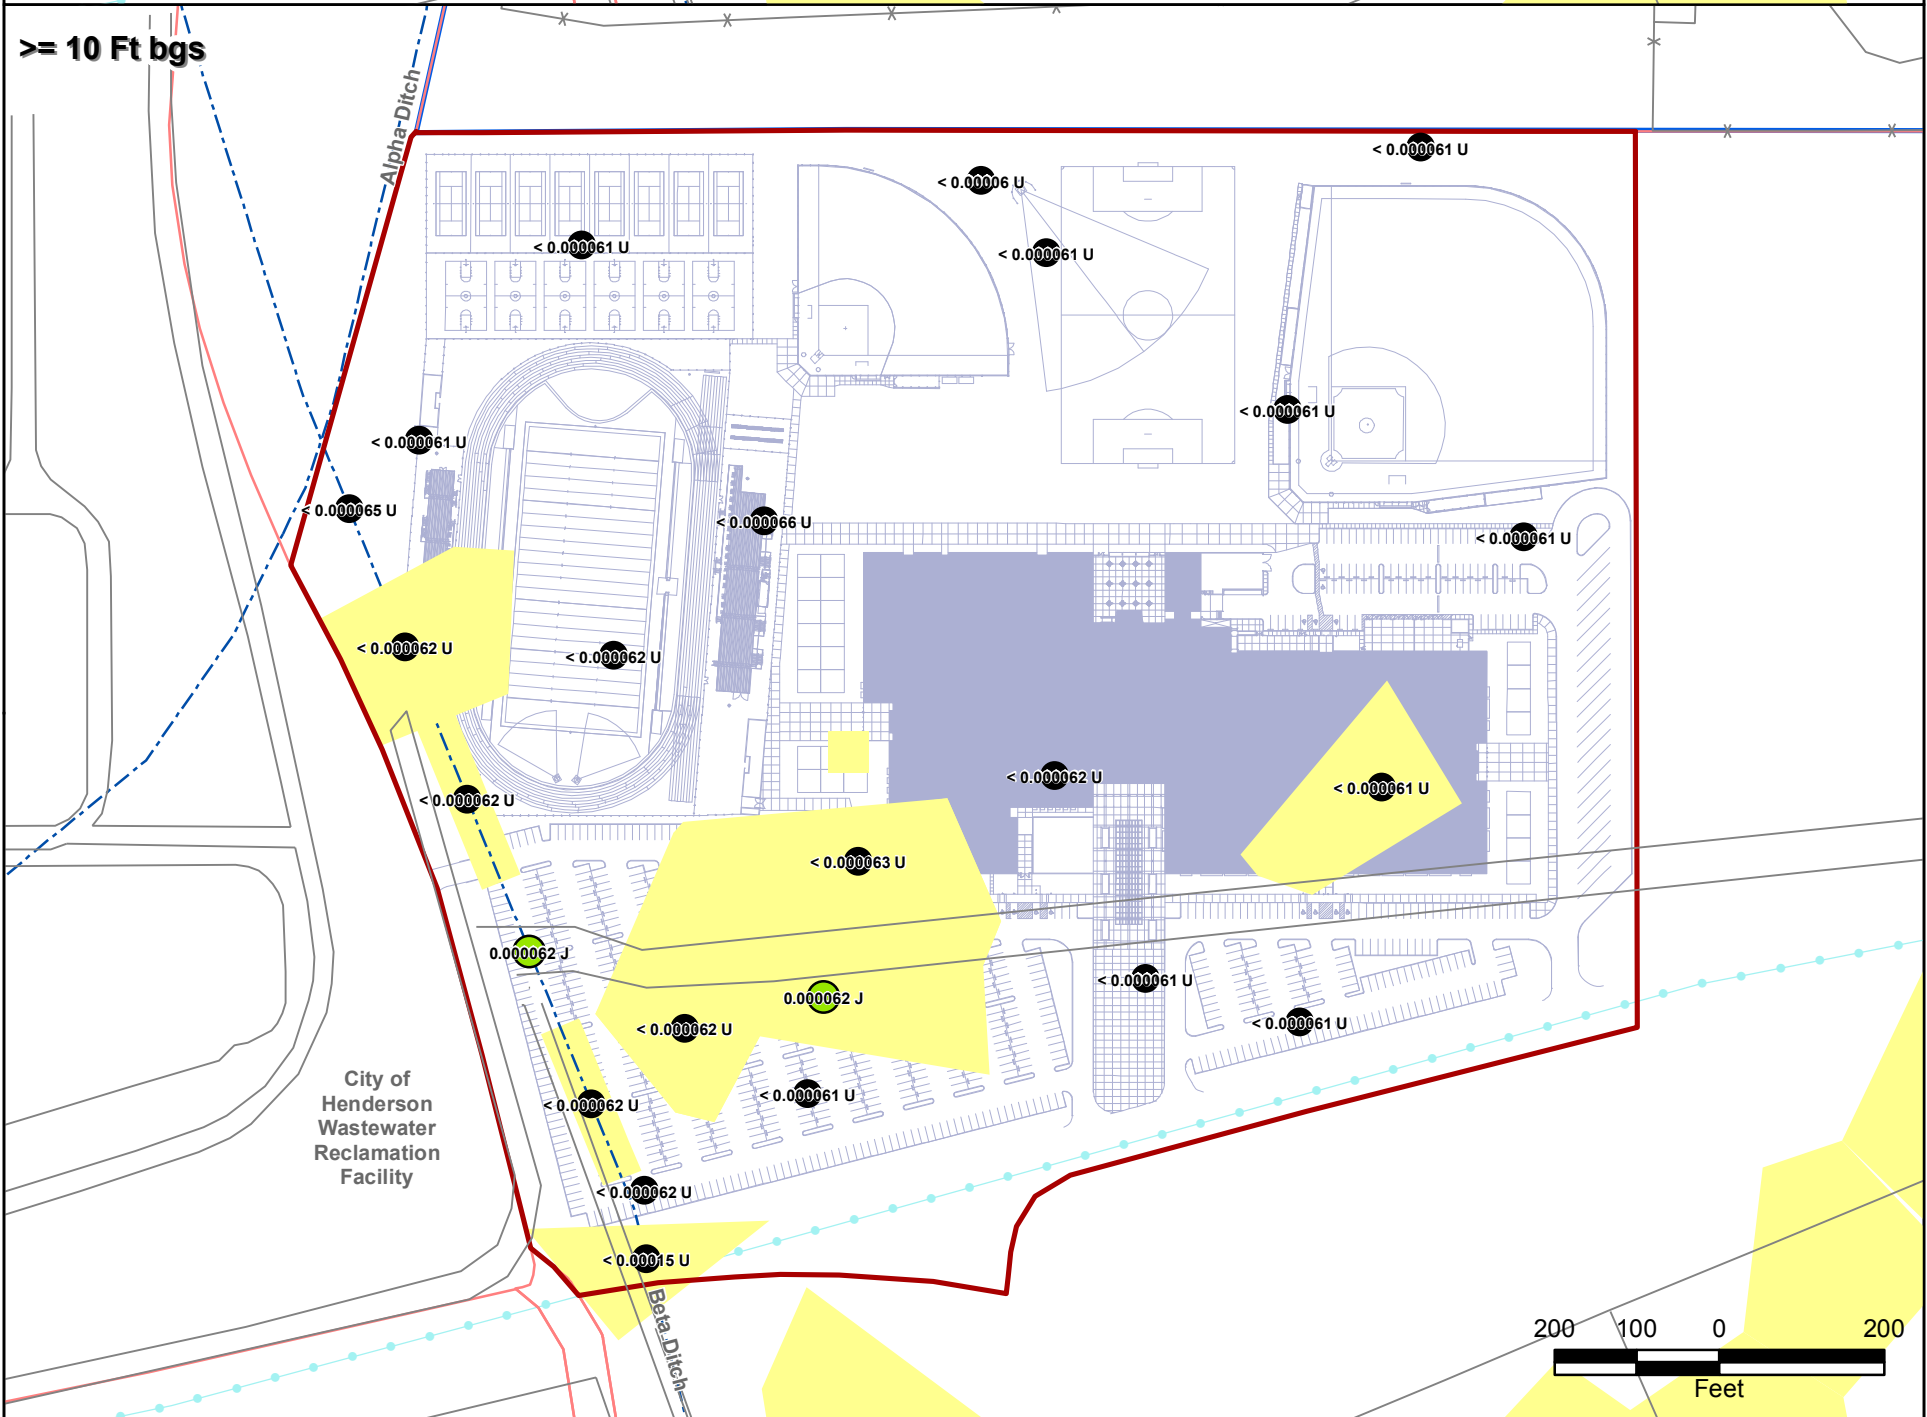 >= 10 Ft bgs
Alpha Ditch
< 0.000061 U
< 0.00006 U
< 0.000061 U
< 0.000061 U
< 0.000061 U
< 0.000061 U
< 0.000065 U
< 0.000066 U
< 0.000061 U
< 0.000061 U
< 0.000062 U
< 0.000062 U
< 0.000062 U
< 0.000062 U
< 0.000061 U
< 0.000063 U
0.000062 J
0.000062 J
< 0.000061 U
< 0.000062 U
< 0.000061 U
< 0.000062 U
< 0.000061 U
City of
Henderson
Wastewater
Reclamation
Facility
< 0.000062 U
< 0.00015 U
Beta Ditch
200 100 0 200
Feet